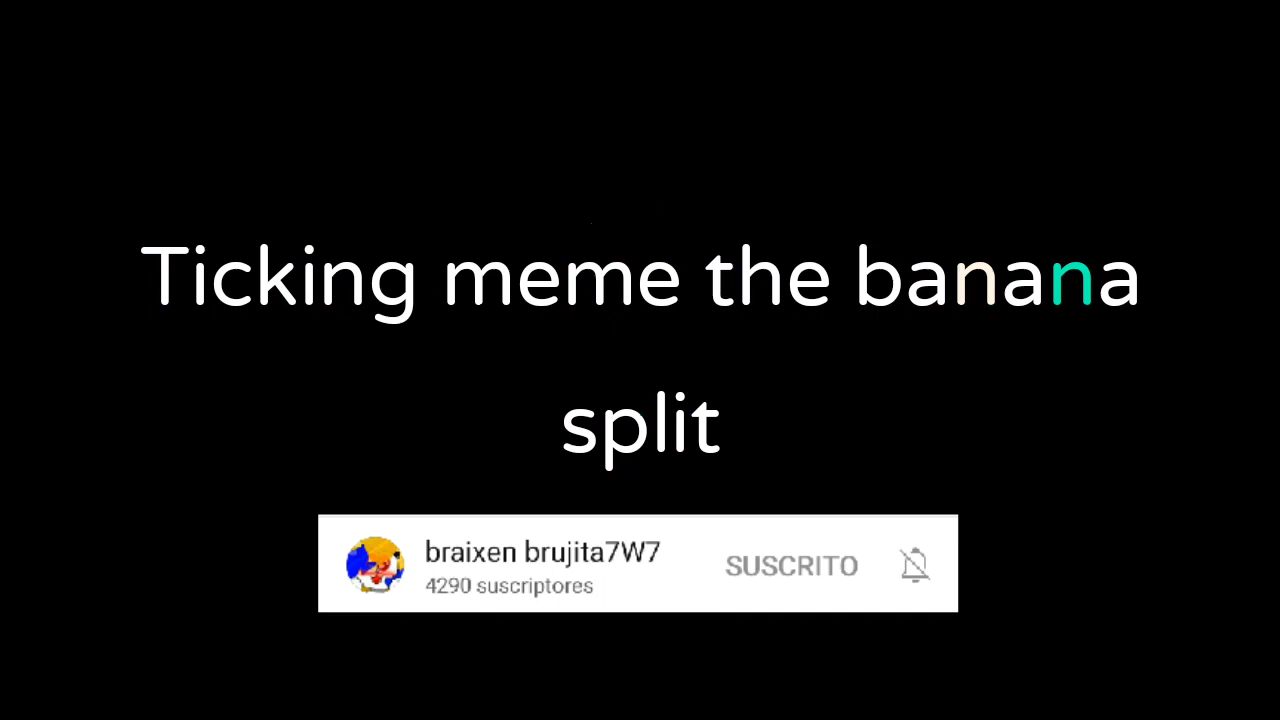 Ticking meme the banana
split
braixen brujita7W7
4290 suscriptores
SUSCRITO